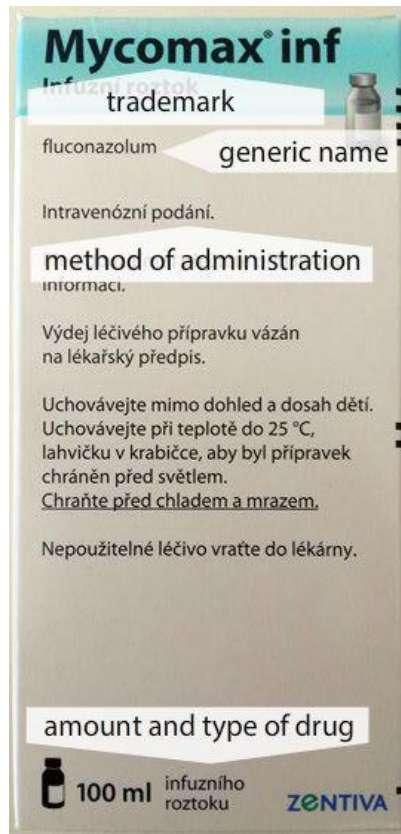 Mycomax® inf
Infuzní roztok
trademark
fluconazolum
generic name
Intravenózní podání.
method of administration
informací.
Výdej léčivého přípravku vázán
na lékařský předpis.
Uchovávejte mimo dohled a dosah dětí.
Uchovávejte při teplotě do 25 °C,
lahvičku v krabičce, aby byl přípravek
chráněn před světlem.
Chraňte před chladem a mrazem.
Nepoužitelné léčivo vraťte do lékárny.
amount and type of drug
100 ml infuzního
roztoku
ZENTIVA